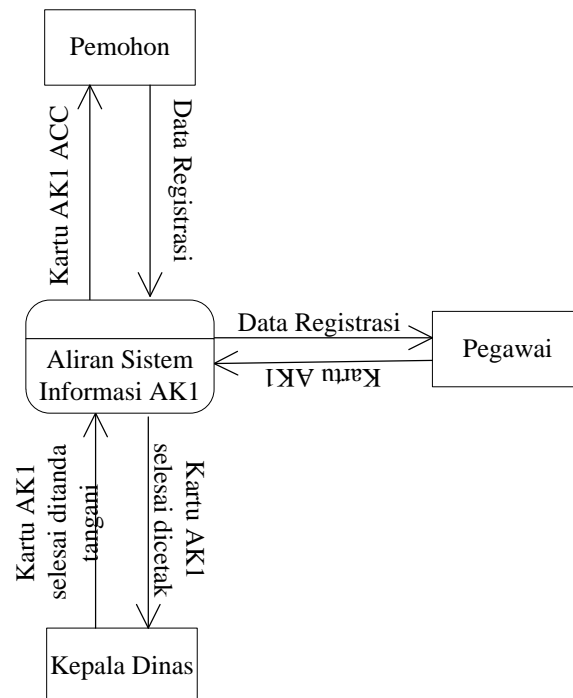 Pemohon
Kartu AK1 ACC
Data Registrasi
Data Registrasi
Aliran Sistem
Informasi AK1
Kartu AK1
Pegawai
Kartu AK1
selesai ditanda
tangani
Kartu AK1
selesai dicetak
Kepala Dinas